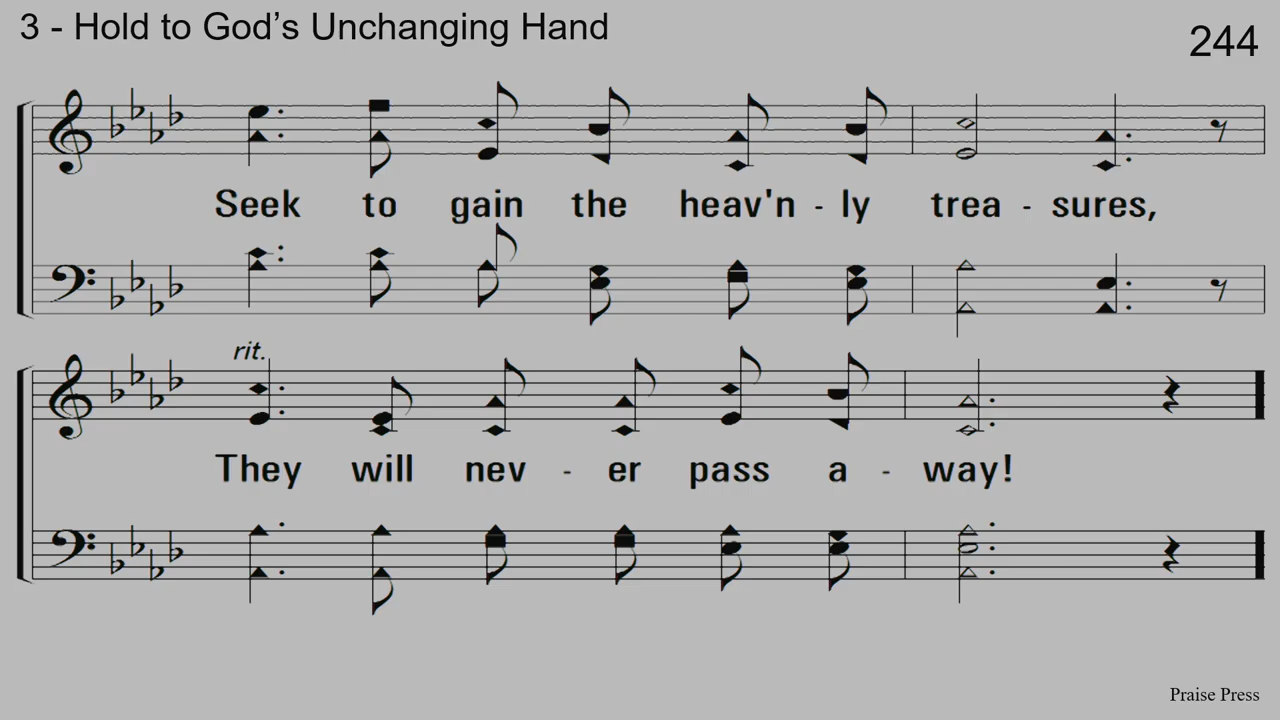 3 - Hold to God’s Unchanging Hand
244
Seek to gain the heav'n - ly trea - sures,
rit.
They will nev - er pass a - way!
Praise Press